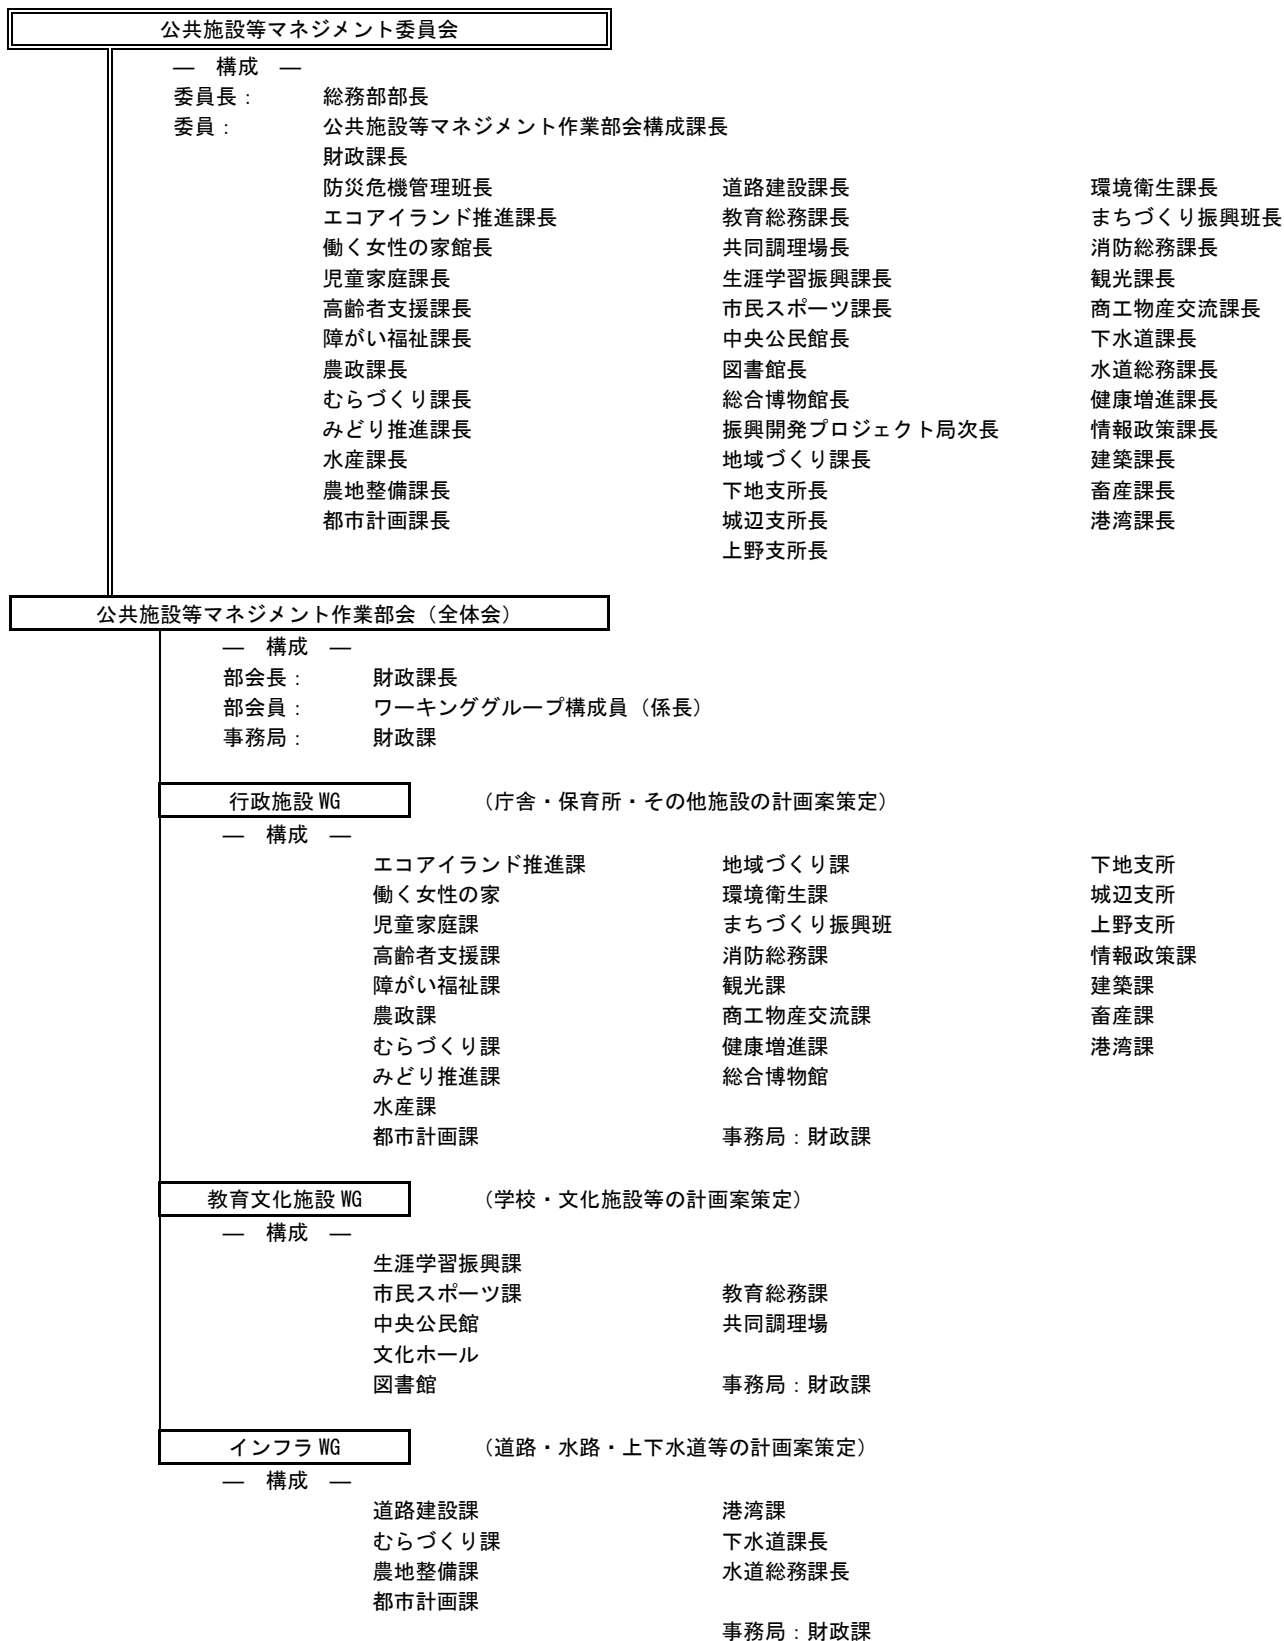 公共施設等マネジメント委員会
― 構成 ―
委員長： 総務部部長
委員： 公共施設等マネジメント作業部会構成課長
財政課長
防災危機管理班長 道路建設課長 環境衛生課長
エコアイランド推進課長 教育総務課長 まちづくり振興班長
働く女性の家館長 共同調理場長 消防総務課長
児童家庭課長 生涯学習振興課長 観光課長
高齢者支援課長 市民スポーツ課長 商工物産交流課長
障がい福祉課長 中央公民館長 下水道課長
農政課長 図書館長 水道総務課長
むらづくり課長 総合博物館長 健康増進課長
みどり推進課長 振興開発プロジェクト局次長 情報政策課長
水産課長 地域づくり課長 建築課長
農地整備課長 下地支所長 畜産課長
都市計画課長 城辺支所長 港湾課長
上野支所長
公共施設等マネジメント作業部会（全体会）
― 構成 ―
部会長： 財政課長
部会員： ワーキンググループ構成員（係長）
事務局： 財政課
行政施設 WG （庁舎・保育所・その他施設の計画案策定）
― 構成 ―
エコアイランド推進課 地域づくり課 下地支所
働く女性の家 環境衛生課 城辺支所
児童家庭課 まちづくり振興班 上野支所
高齢者支援課 消防総務課 情報政策課
障がい福祉課 観光課 建築課
農政課 商工物産交流課 畜産課
むらづくり課 健康増進課 港湾課
みどり推進課 総合博物館
水産課
都市計画課 事務局：財政課
教育文化施設 WG （学校・文化施設等の計画案策定）
― 構成 ―
生涯学習振興課
市民スポーツ課 教育総務課
中央公民館 共同調理場
文化ホール
図書館 事務局：財政課
インフラ WG （道路・水路・上下水道等の計画案策定）
― 構成 ―
道路建設課 港湾課
むらづくり課 下水道課長
農地整備課 水道総務課長
都市計画課
事務局：財政課